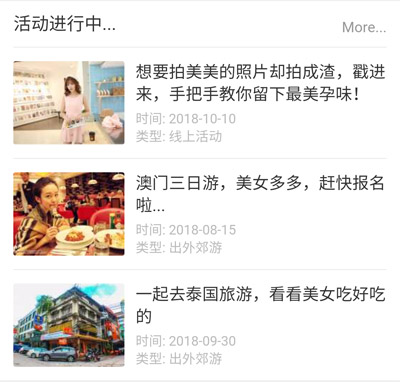 活动进行中...
More...
想要拍美美的照片却拍成渣，戳进
来，手把手教你留下最美孕味！
时间: 2018-10-10
类型: 线上活动
澳门三日游，美女多多，赶快报名
啦...
时间: 2018-08-15
类型: 出外郊游
一起去泰国旅游，看看美女吃好吃
的
时间: 2018-09-30
类型: 出外郊游